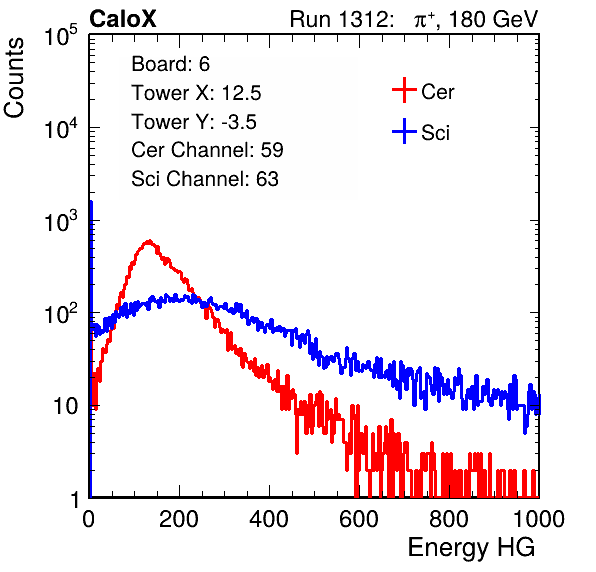 CaloX Run 1312: π⁺, 180 GeV
Counts
Board: 6
Tower X: 12.5
Tower Y: -3.5
Cer Channel: 59
Sci Channel: 63
Cer
Sci
10⁵
10⁴
10³
10²
10
1
0 200 400 600 800 1000
Energy HG